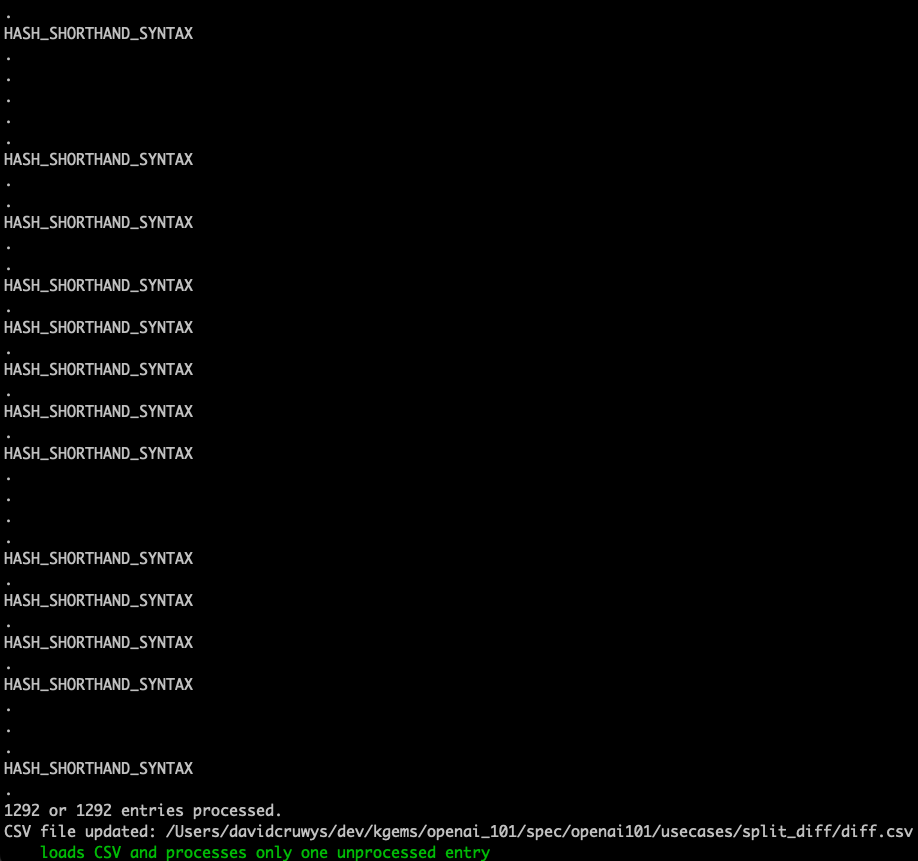 .
HASH_SHORTHAND_SYNTAX
.
.
.
.
.
HASH_SHORTHAND_SYNTAX
.
.
HASH_SHORTHAND_SYNTAX
.
.
HASH_SHORTHAND_SYNTAX
.
HASH_SHORTHAND_SYNTAX
.
HASH_SHORTHAND_SYNTAX
.
HASH_SHORTHAND_SYNTAX
.
HASH_SHORTHAND_SYNTAX
.
.
.
.
HASH_SHORTHAND_SYNTAX
.
HASH_SHORTHAND_SYNTAX
.
HASH_SHORTHAND_SYNTAX
.
HASH_SHORTHAND_SYNTAX
.
.
.
HASH_SHORTHAND_SYNTAX
.
1292 or 1292 entries processed.
CSV file updated: /Users/davidcruwys/dev/kgems/openai_101/spec/openai101/usecases/split_diff/diff.csv
    loads CSV and processes only one unprocessed entry